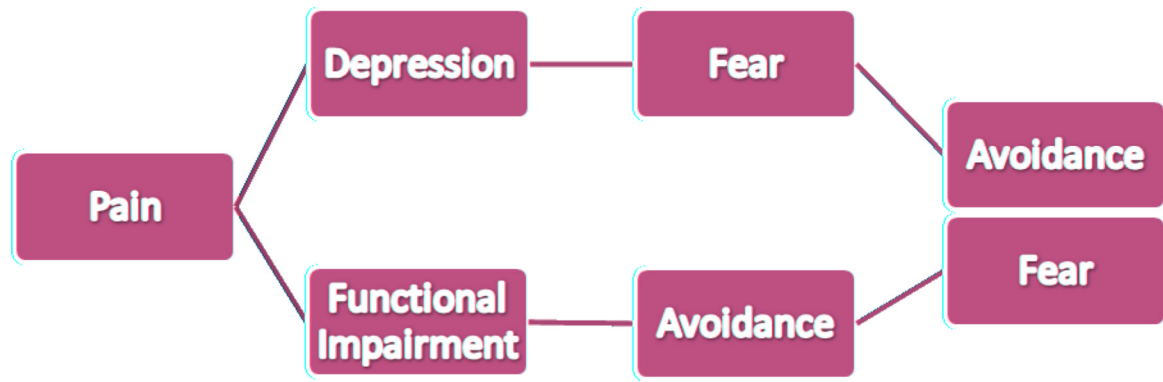 Pain
Depression
Fear
Avoidance
Functional
Impairment
Avoidance
Fear